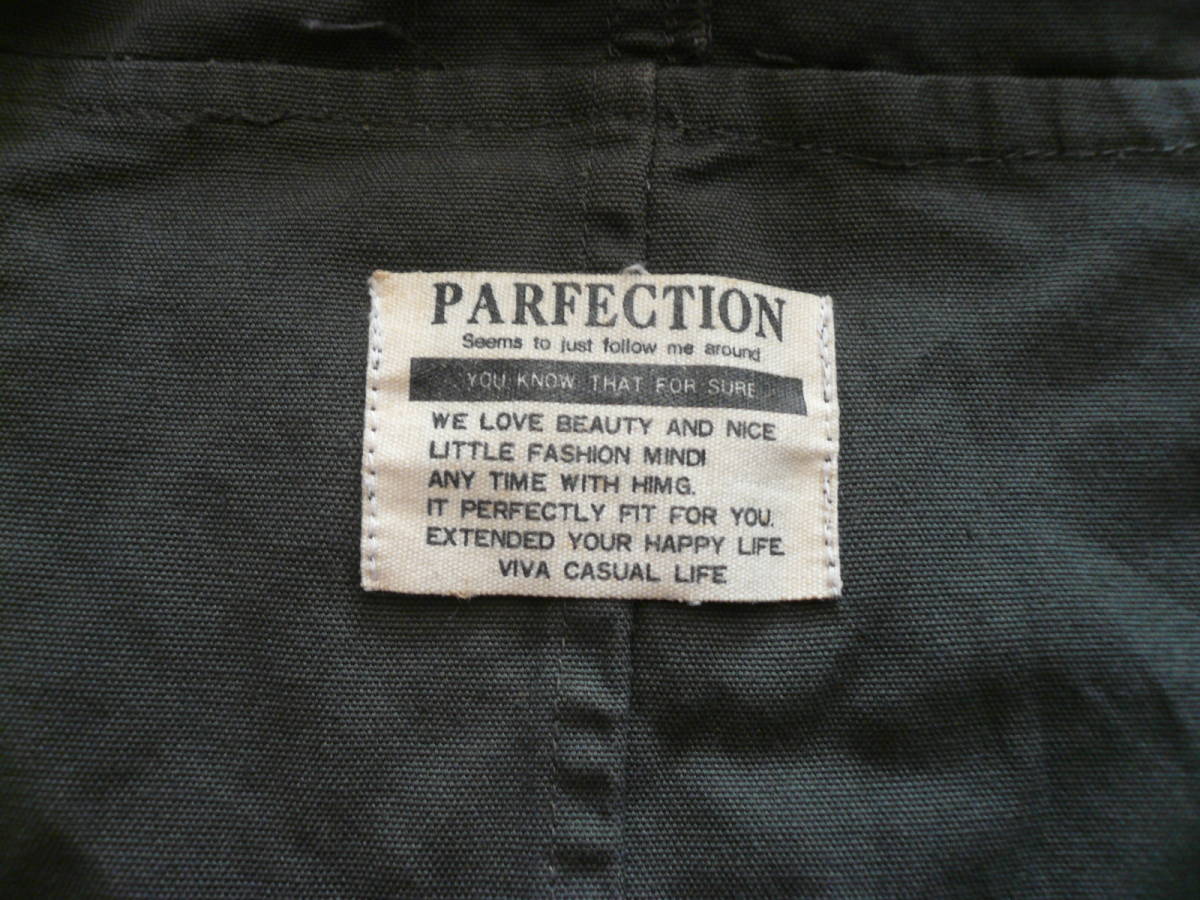 PARFECTION
Seems to just follow me around
YOU KNOW THAT FOR SURE
WE LOVE BEAUTY AND NICE
LITTLE FASHION MINDI
ANY TIME WITH HIMG.
IT PERFECTLY FIT FOR YOU.
EXTENDED YOUR HAPPY LIFE
VIVA CASUAL LIFE